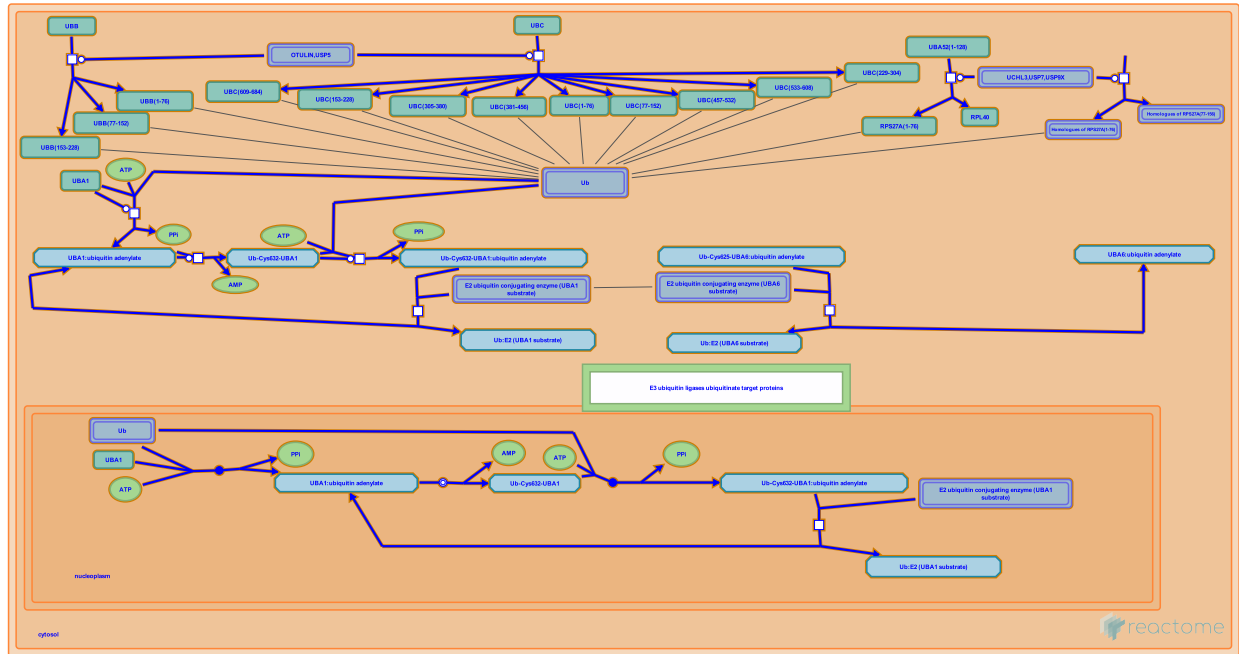 UBB
UBC
OTULIN,USP5
UBA52(1-128)
UCHL3,USP7,USP9X
UBC(229-304)
UBC(533-608)
UBC(609-684)
UBC(153-228)
UBC(305-380)
UBC(381-456)
UBC(1-76)
UBC(77-152)
UBC(457-532)
UBB(1-76)
UBB(77-152)
UBB(153-228)
RPS27A(1-76)
RPL40
Homologues of RPS27A(77-156)
Homologues of RPS27A(1-76)
ATP
UBA1
Ub
PPi
ATP
PPi
UBA1:ubiquitin adenylate
Ub-Cys632-UBA1
Ub-Cys632-UBA1:ubiquitin adenylate
Ub-Cys625-UBA6:ubiquitin adenylate
UBA6:ubiquitin adenylate
AMP
E2 ubiquitin conjugating enzyme (UBA1
substrate)
E2 ubiquitin conjugating enzyme (UBA6
substrate)
Ub:E2 (UBA1 substrate)
Ub:E2 (UBA6 substrate)
E3 ubiquitin ligases ubiquitinate target proteins
Ub
UBA1
ATP
PPi
AMP
ATP
PPi
UBA1:ubiquitin adenylate
Ub-Cys632-UBA1
Ub-Cys632-UBA1:ubiquitin adenylate
E2 ubiquitin conjugating enzyme (UBA1
substrate)
Ub:E2 (UBA1 substrate)
nucleoplasm
cytosol
reactome